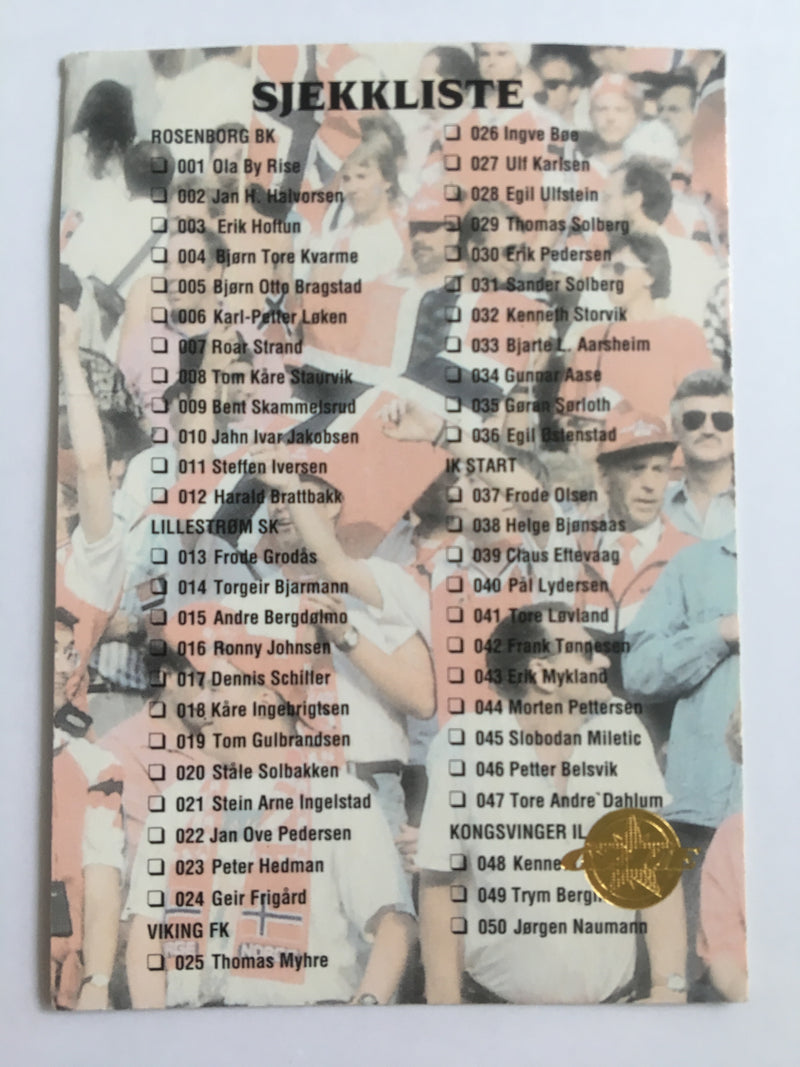 SJEKKLISTE
ROSENBORG BK
001 Ola By Rise
002 Jan H. Halvorsen
003 Erik Hoftun
004 Bjørn Tore Kvarme
005 Bjørn Otto Bragstad
006 Karl-Petter Løken
007 Roar Strand
008 Tom Kåre Staurvik
009 Bent Skammelsrud
010 Jahn Ivar Jakobsen
011 Steffen Iversen
012 Harald Brattbakk
LILLESTRØM SK
013 Frode Grodås
014 Torgeir Bjarmann
015 Andre Bergdølmo
016 Ronny Johnsen
017 Dennis Schiller
018 Kåre Ingebrigtsen
019 Tom Gulbrandsen
020 Ståle Solbakken
021 Stein Arne Ingelstad
022 Jan Ove Pedersen
023 Peter Hedman
024 Geir Frigård
VIKING FK
025 Thomas Myhre
026 Ingve Bøe
027 Ulf Karlsen
028 Egil Ulfstein
029 Thomas Solberg
030 Erik Pedersen
031 Sander Solberg
032 Kenneth Storvik
033 Bjarte L. Aarsheim
034 Gunnar Aase
035 Gøran Sørloth
036 Egil Østenstad
IK START
037 Frode Olsen
038 Helge Bjønsaas
039 Claus Eftevaag
040 Pål Lydersen
041 Tore Løvland
042 Frank Tønnesen
043 Erik Mykland
044 Morten Pettersen
045 Slobodan Miletic
046 Petter Belsvik
047 Tore Andre Dahlum
KONGSVINGER IL
048
049 Trym
050 Jørgen Naumann
NORGE